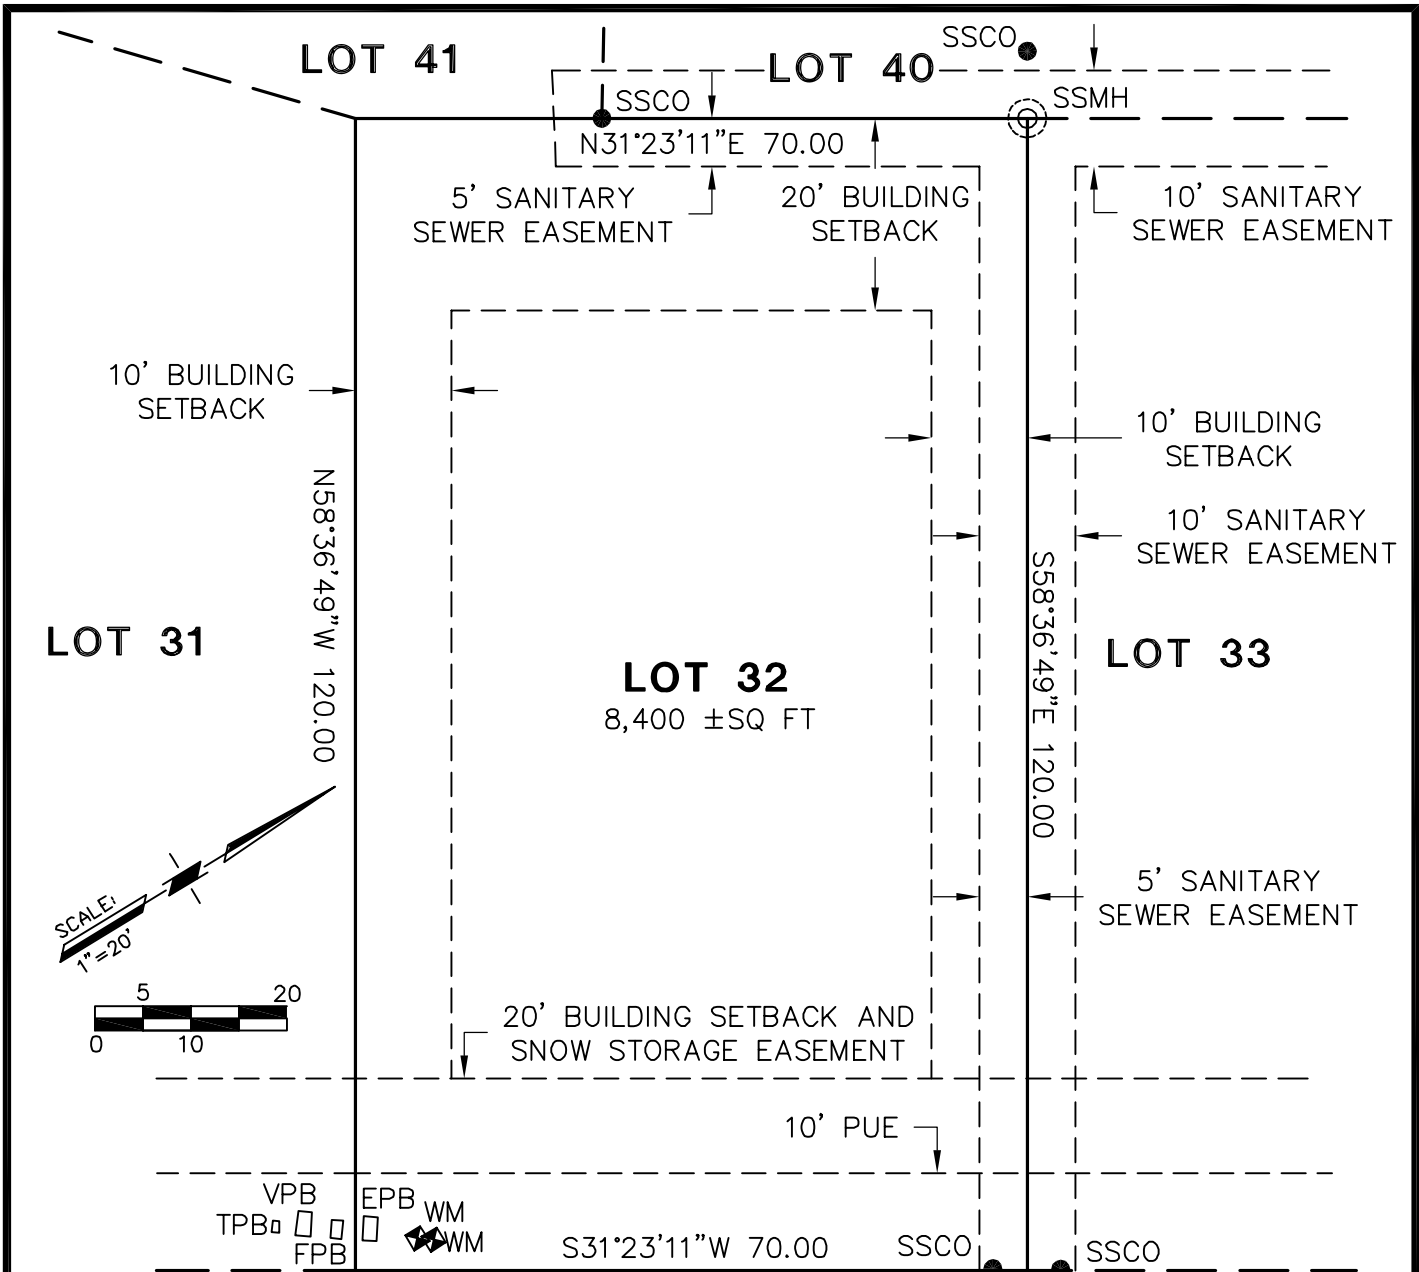 LOT 41
SSCO
LOT 40
SSCO
SSMH
N31°23'11"E 70.00
5' SANITARY
SEWER EASEMENT
20' BUILDING
SETBACK
10' SANITARY
SEWER EASEMENT
10' BUILDING
SETBACK
10' BUILDING
SETBACK
N58°36'49"W 120.00
10' SANITARY
SEWER EASEMENT
S58°36'49"E 120.00
LOT 31
LOT 32
8,400 ±SQ FT
LOT 33
SCALE:
1"=20'
5' SANITARY
SEWER EASEMENT
5 20
0 10
20' BUILDING SETBACK AND
SNOW STORAGE EASEMENT
10' PUE
VPB
EPB
TPB
FPB
WM
WM
S31°23'11"W 70.00
SSCO
SSCO